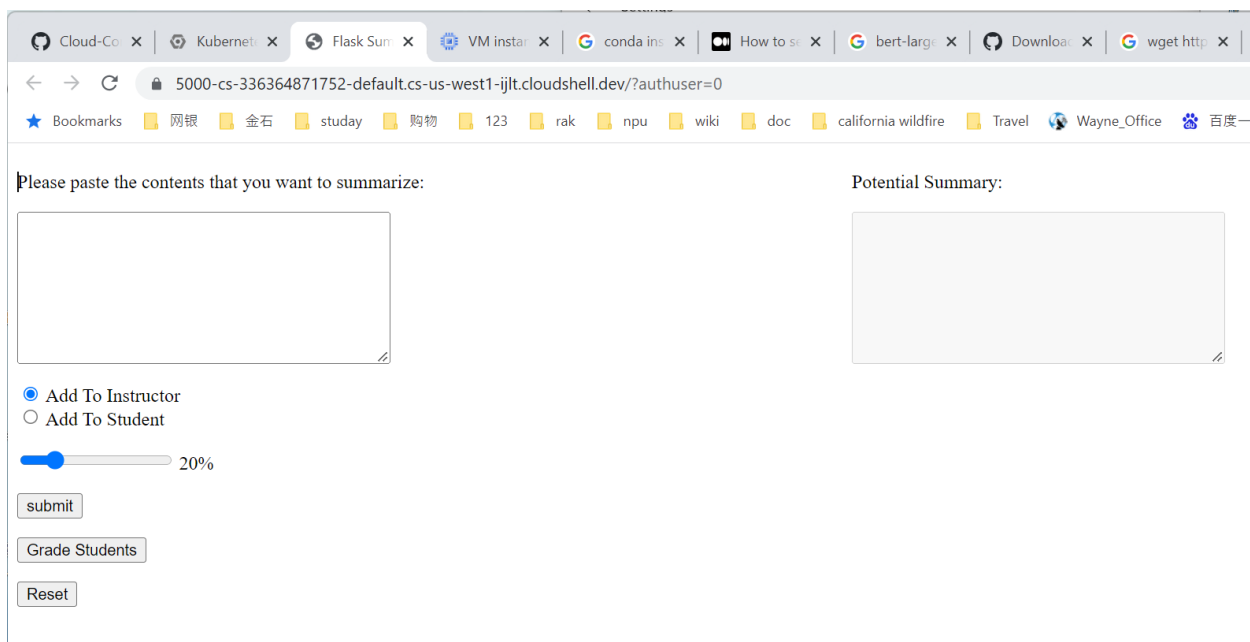 Cloud-Co
Kubernet
Flask Sum
VM instan
conda ins
How to se
bert-large
Download
wget http
5000-cs-336364871752-default.cs-us-west1-ijlt.cloudshell.dev/?authuser=0
Bookmarks 网银 金石 studay 购物 123 rak npu wiki doc california wildfire Travel Wayne_Office 百度一
Please paste the contents that you want to summarize:
Potential Summary:
Add To Instructor
Add To Student
20%
submit
Grade Students
Reset